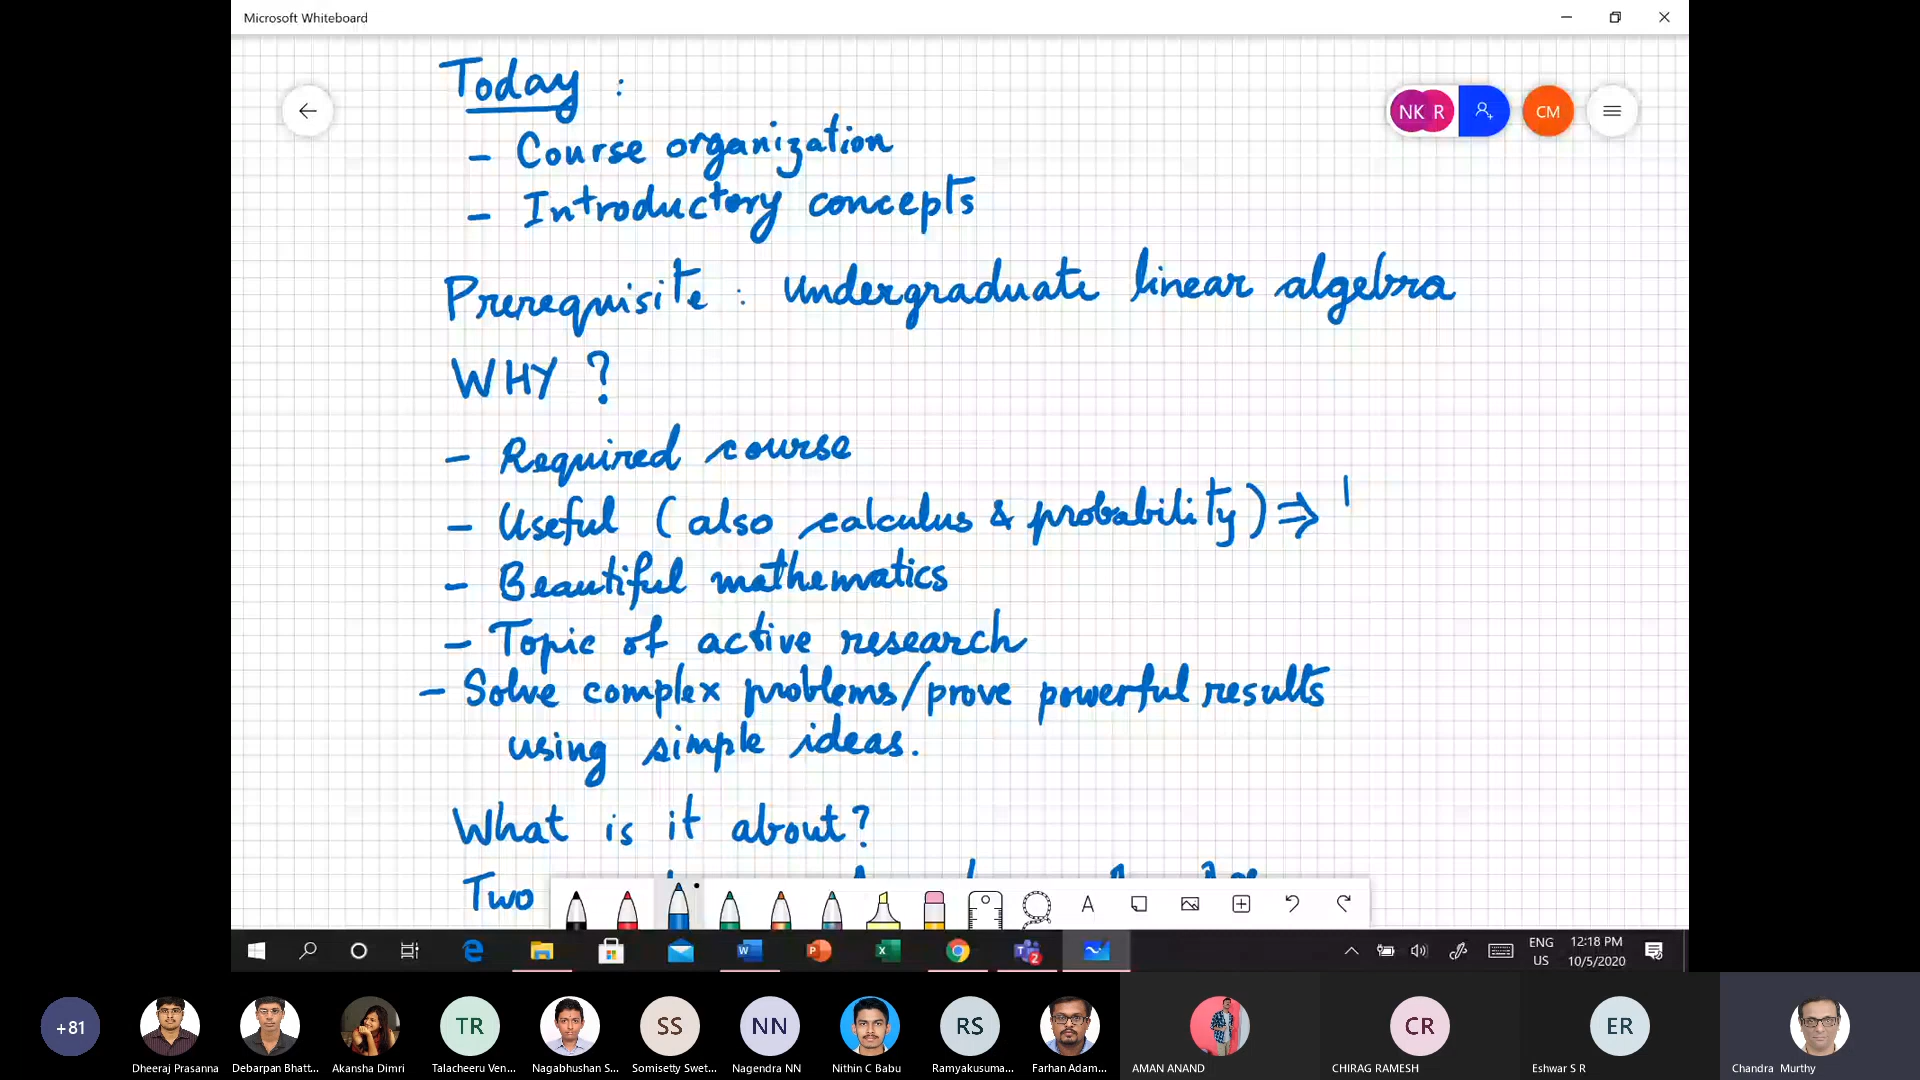 Microsoft Whiteboard
Today :
- Course organization
- Introductory concepts
NK R
CM
Prerequisite : Undergraduate linear algebra
WHY ?
- Required course
- Useful (also calculus & probability) ⇒
- Beautiful mathematics
- Topic of active research
- Solve complex problems/prove powerful results
using simple ideas.
What is it about?
Two
ENG
US
12:18 PM
10/5/2020
+81
TR
SS
NN
RS
CR
ER
Dheeraj Prasanna
Debarpan Bhatt...
Akansha Dimri
Talacheeru Ven...
Nagabhushan S...
Somisetty Swet...
Nagendra NN
Nithin C Babu
Ramyakusuma...
Farhan Adam...
AMAN ANAND
CHIRAG RAMESH
Eshwar S R
Chandra Murthy